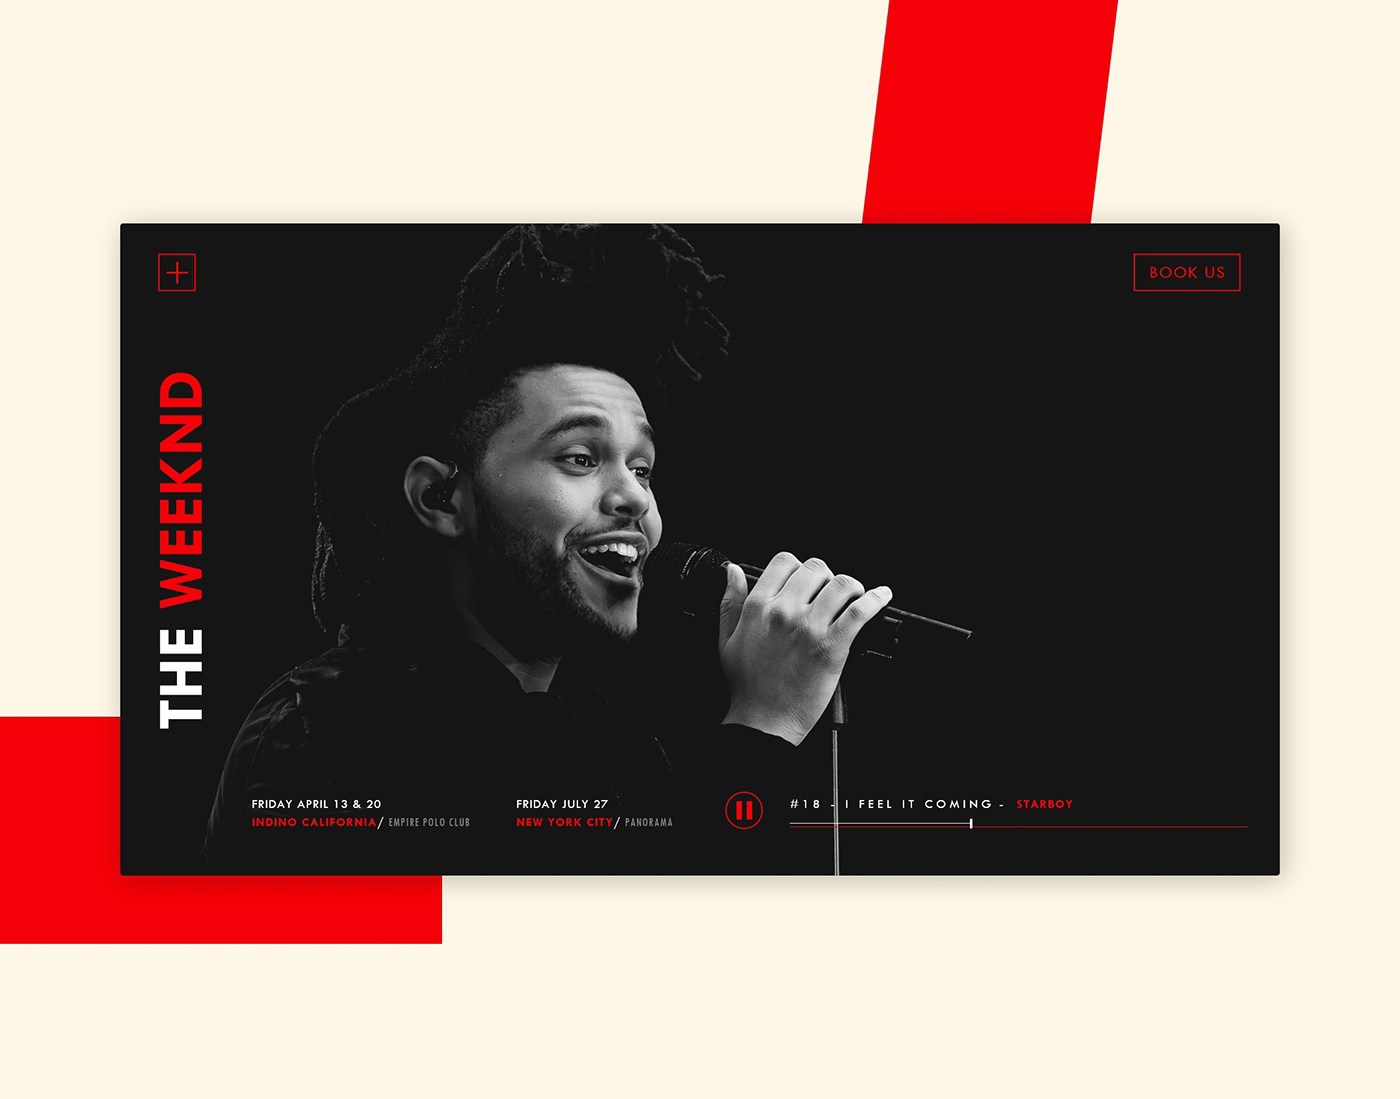 BOOK US
THE WEEKND
FRIDAY APRIL 13 & 20
INDINO CALIFORNIA/ EMPIRE POLO CLUB
FRIDAY JULY 27
NEW YORK CITY/ PANORAMA
#18 - I FEEL IT COMING - STARBOY